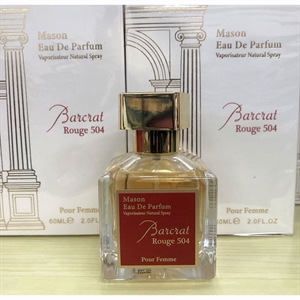 Mason
Eau De Parfum
Vaporisateur Natural Spray
Barcrat
Rouge 504
Pour Femme
60ML 2.0FL
Mason
Eau De Parfum
Vaporisateur Natural Spray
Barcrat
Rouge 504
Pour Femme
60ML 2.0FL.OZ
Mason
Eau De Parfum
Vaporisateur Natural Spray
Barcrat
Rouge 504
Pour Femme